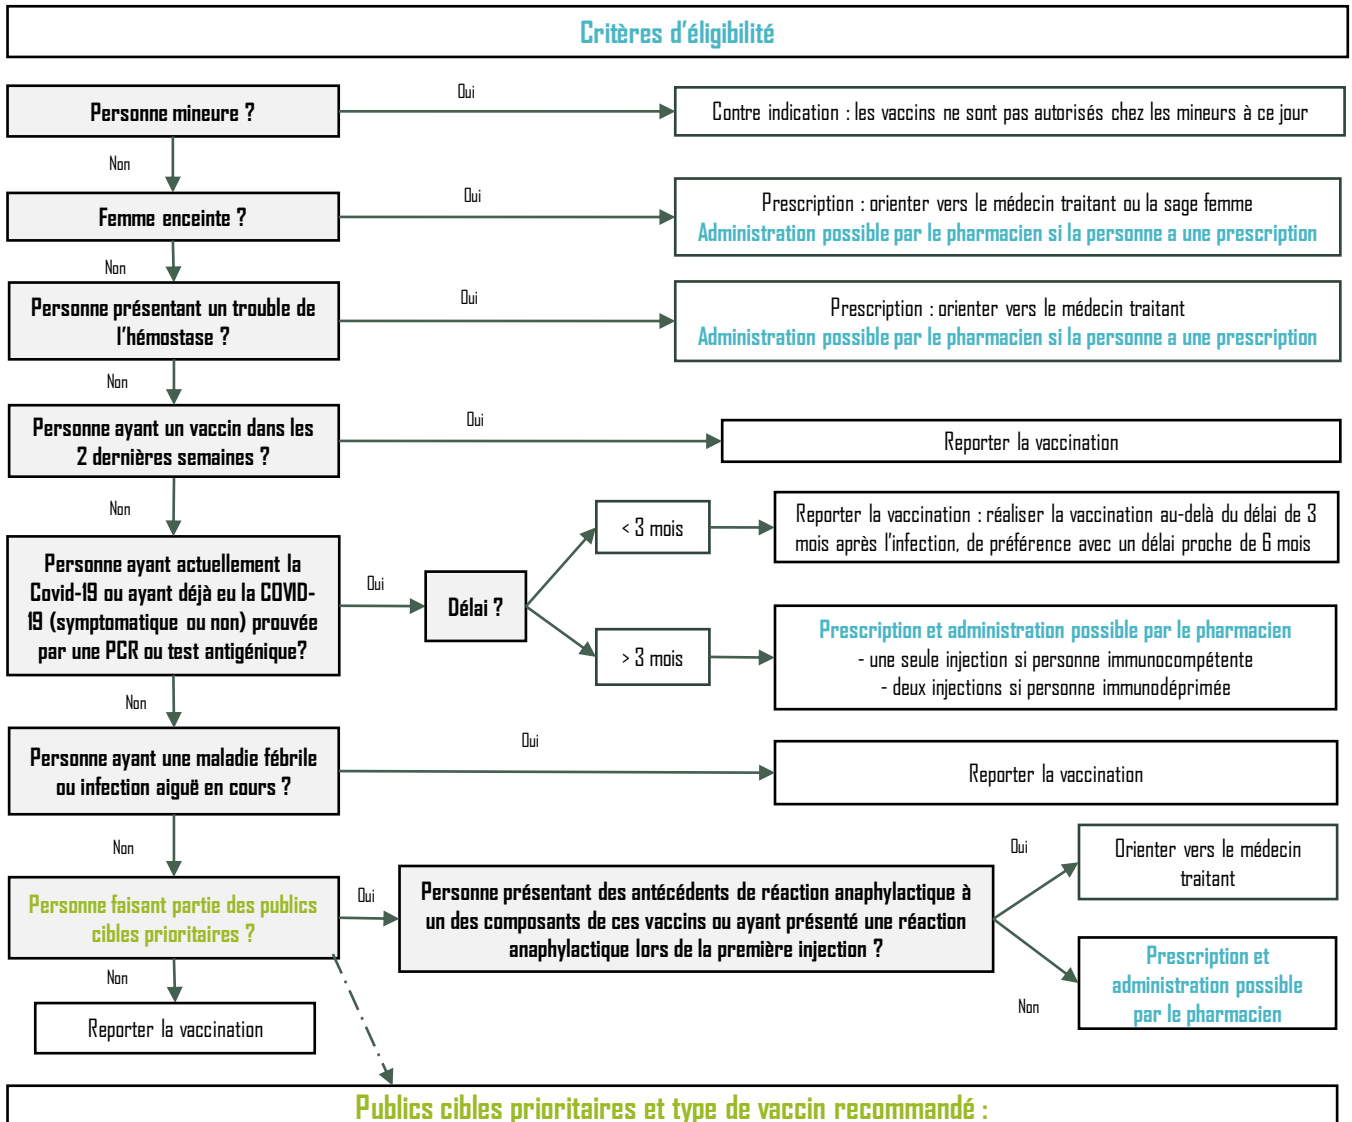 Critères d'éligibilité
Personne mineure ?
Oui
Contre indication : les vaccins ne sont pas autorisés chez les mineurs à ce jour
Non
Femme enceinte ?
Oui
Prescription : orienter vers le médecin traitant ou la sage femme
Administration possible par le pharmacien si la personne a une prescription
Non
Personne présentant un trouble de
l'hémostase ?
Oui
Prescription : orienter vers le médecin traitant
Administration possible par le pharmacien si la personne a une prescription
Non
Personne ayant un vaccin dans les
2 dernières semaines ?
Oui
Reporter la vaccination
Non
Personne ayant actuellement la
Covid-19 ou ayant déjà eu la COVID-
19 (symptomatique ou non) prouvée
par une PCR ou test antigénique?
Oui
Délai ?
< 3 mois
Reporter la vaccination : réaliser la vaccination au-delà du délai de 3
mois après l'infection, de préférence avec un délai proche de 6 mois
> 3 mois
Prescription et administration possible par le pharmacien
- une seule injection si personne immunocompétente
- deux injections si personne immunodéprimée
Non
Personne ayant une maladie fébrile
ou infection aiguë en cours ?
Oui
Reporter la vaccination
Non
Personne faisant partie des publics
cibles prioritaires ?
Oui
Personne présentant des antécédents de réaction anaphylactique à
un des composants de ces vaccins ou ayant présenté une réaction
anaphylactique lors de la première injection ?
Oui
Orienter vers le médecin
traitant
Non
Prescription et
administration possible
par le pharmacien
Non
Reporter la vaccination
Publics cibles prioritaires et type de vaccin recommandé :